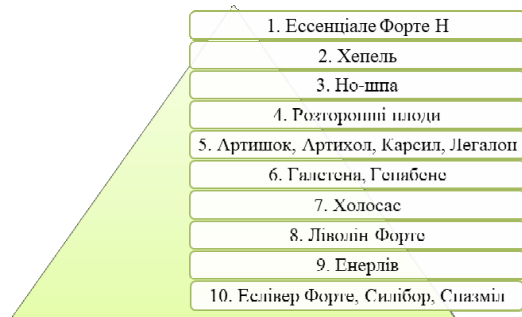 1. Ессенціале Форте Н
2. Хепель
3. Но-шпа
4. Розторопші плоди
5. Артишок, Артихол, Карсил, Легалон
6. Галстена, Гепабене
7. Холосас
8. Ліволін Форте
9. Енерлів
10. Еслівер Форте, Силібор, Спазміл